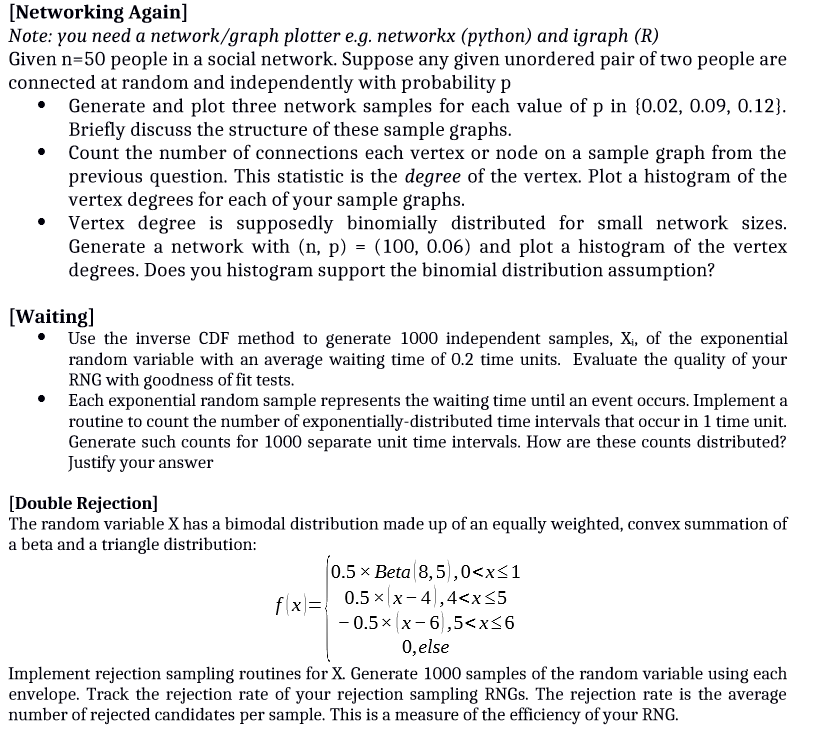 [Networking Again]
Note: you need a network/graph plotter e.g. networkx (python) and igraph (R)
Given n=50 people in a social network. Suppose any given unordered pair of two people are
connected at random and independently with probability p
• Generate and plot three network samples for each value of p in {0.02, 0.09, 0.12}.
Briefly discuss the structure of these sample graphs.
• Count the number of connections each vertex or node on a sample graph from the
previous question. This statistic is the degree of the vertex. Plot a histogram of the
vertex degrees for each of your sample graphs.
• Vertex degree is supposedly binomially distributed for small network sizes.
Generate a network with (n, p) = (100, 0.06) and plot a histogram of the vertex
degrees. Does you histogram support the binomial distribution assumption?
[Waiting]
• Use the inverse CDF method to generate 1000 independent samples, Xᵢ, of the exponential
random variable with an average waiting time of 0.2 time units. Evaluate the quality of your
RNG with goodness of fit tests.
• Each exponential random sample represents the waiting time until an event occurs. Implement a
routine to count the number of exponentially-distributed time intervals that occur in 1 time unit.
Generate such counts for 1000 separate unit time intervals. How are these counts distributed?
Justify your answer
[Double Rejection]
The random variable X has a bimodal distribution made up of an equally weighted, convex summation of
a beta and a triangle distribution:
0.5 × Beta(8,5), 0<x≤1
f(x)= { 0.5×(x−4), 4<x≤5
−0.5×(x−6), 5<x≤6
0, else
Implement rejection sampling routines for X. Generate 1000 samples of the random variable using each
envelope. Track the rejection rate of your rejection sampling RNGs. The rejection rate is the average
number of rejected candidates per sample. This is a measure of the efficiency of your RNG.